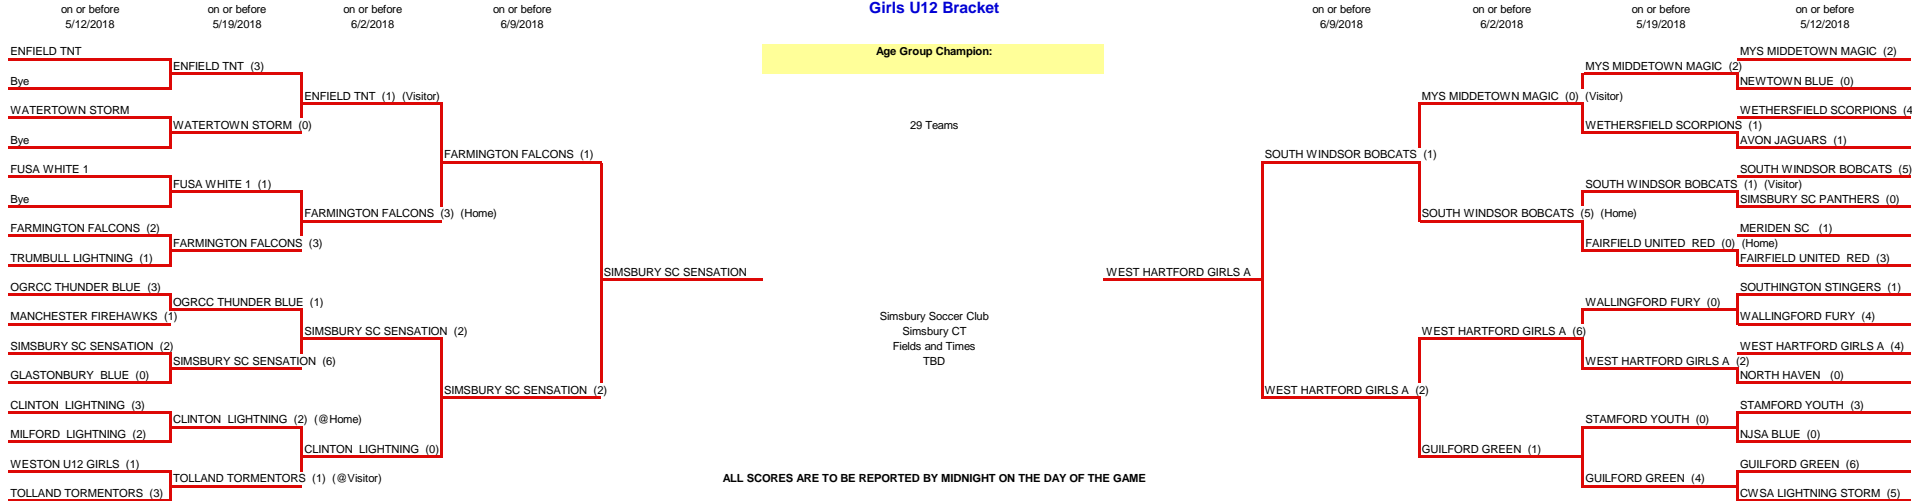 on or before
5/12/2018
on or before
5/19/2018
on or before
6/2/2018
on or before
6/9/2018
Girls U12 Bracket
on or before
6/9/2018
on or before
6/2/2018
on or before
5/19/2018
on or before
5/12/2018
ENFIELD TNT
Bye
WATERTOWN STORM
Bye
FUSA WHITE 1
Bye
FARMINGTON FALCONS (2)
TRUMBULL LIGHTNING (1)
OGRCC THUNDER BLUE (3)
MANCHESTER FIREHAWKS (1)
SIMSBURY SC SENSATION (2)
GLASTONBURY BLUE (0)
CLINTON LIGHTNING (3)
MILFORD LIGHTNING (2)
WESTON U12 GIRLS (1)
TOLLAND TORMENTORS (3)
ENFIELD TNT (3)
WATERTOWN STORM (0)
FUSA WHITE 1 (1)
FARMINGTON FALCONS (3)
OGRCC THUNDER BLUE (1)
SIMSBURY SC SENSATION (6)
CLINTON LIGHTNING (2) (@Home)
TOLLAND TORMENTORS (1) (@Visitor)
ENFIELD TNT (1) (Visitor)
FARMINGTON FALCONS (3) (Home)
SIMSBURY SC SENSATION (2)
CLINTON LIGHTNING (0)
FARMINGTON FALCONS (1)
SIMSBURY SC SENSATION (2)
SIMSBURY SC SENSATION
Age Group Champion:
29 Teams
Simsbury Soccer Club
Simsbury CT
Fields and Times
TBD
ALL SCORES ARE TO BE REPORTED BY MIDNIGHT ON THE DAY OF THE GAME
WEST HARTFORD GIRLS A
SOUTH WINDSOR BOBCATS (1)
WEST HARTFORD GIRLS A (2)
MYS MIDDETOWN MAGIC (0) (Visitor)
SOUTH WINDSOR BOBCATS (5) (Home)
WEST HARTFORD GIRLS A (6)
GUILFORD GREEN (1)
MYS MIDDETOWN MAGIC (2)
WETHERSFIELD SCORPIONS (1)
SOUTH WINDSOR BOBCATS (1) (Visitor)
FAIRFIELD UNITED RED (0) (Home)
WALLINGFORD FURY (0)
WEST HARTFORD GIRLS A (2)
STAMFORD YOUTH (0)
GUILFORD GREEN (4)
MYS MIDDETOWN MAGIC (2)
NEWTOWN BLUE (0)
WETHERSFIELD SCORPIONS (4
AVON JAGUARS (1)
SOUTH WINDSOR BOBCATS (5)
SIMSBURY SC PANTHERS (0)
MERIDEN SC (1)
FAIRFIELD UNITED RED (3)
SOUTHINGTON STINGERS (1)
WALLINGFORD FURY (4)
WEST HARTFORD GIRLS A (4)
NORTH HAVEN (0)
STAMFORD YOUTH (3)
NJSA BLUE (0)
GUILFORD GREEN (6)
CWSA LIGHTNING STORM (5)